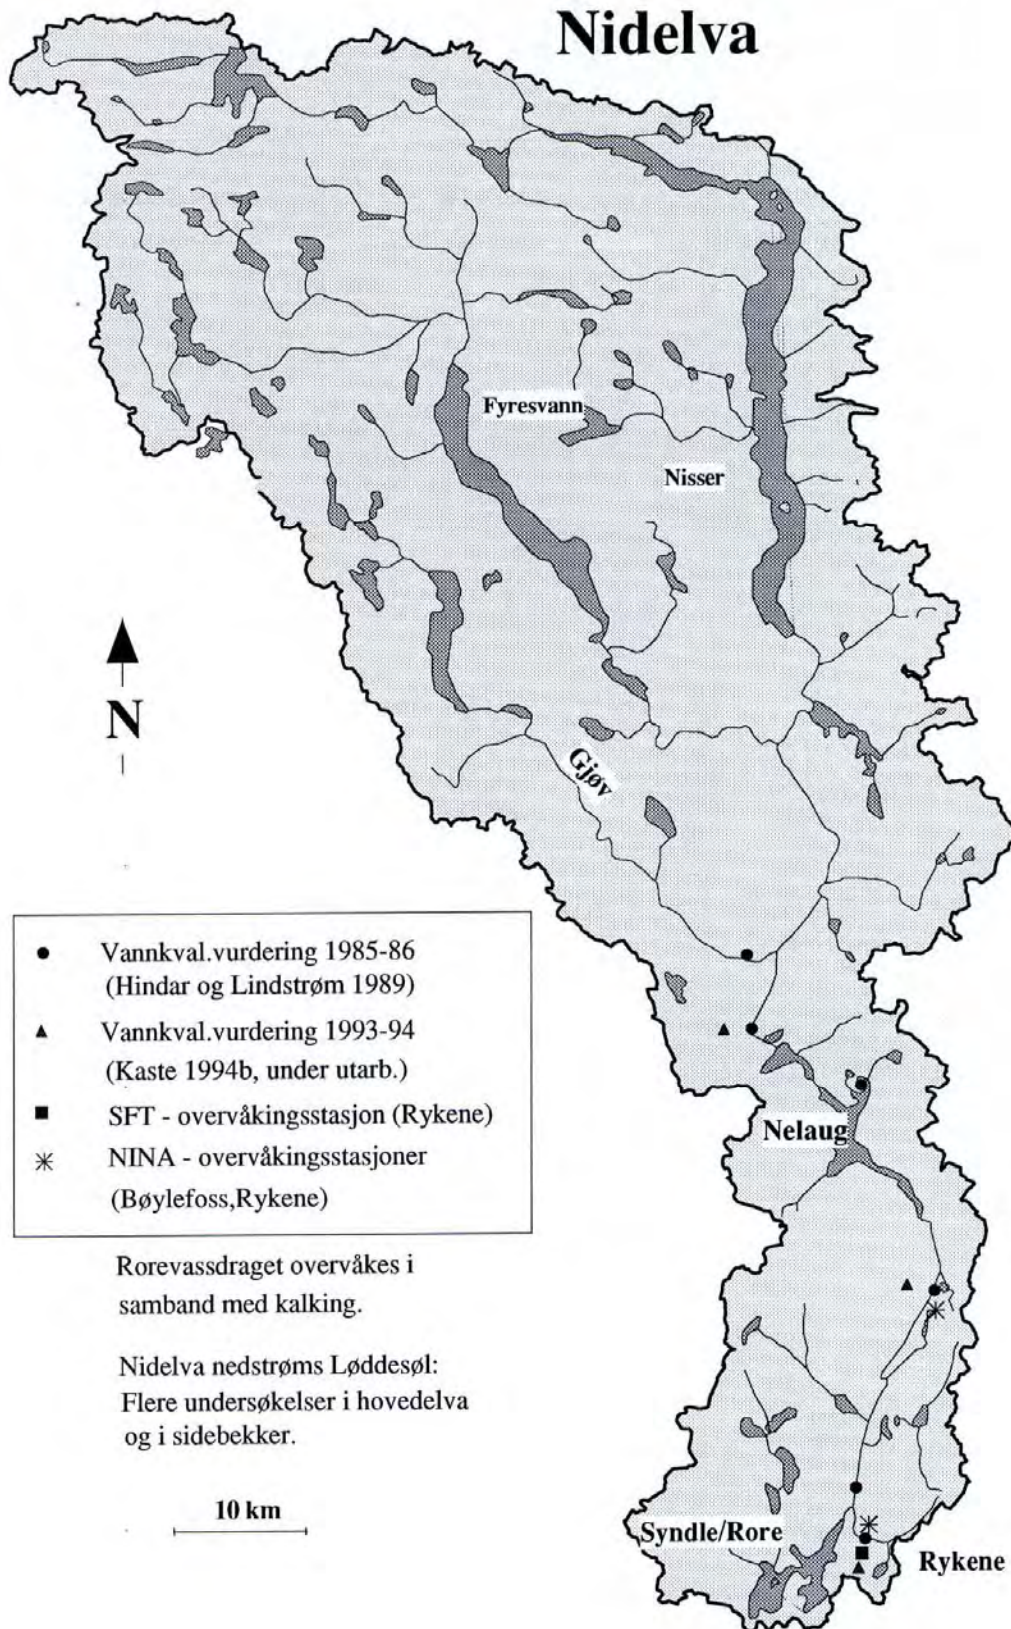 Nidelva
Fyresvann
Nisser
N
Gjøv
● Vannkval.vurdering 1985-86
(Hindar og Lindstrøm 1989)
▲ Vannkval.vurdering 1993-94
(Kaste 1994b, under utarb.)
■ SFT - overvåkingsstasjon (Rykene)
✳ NINA - overvåkingsstasjoner
(Bøylefoss,Rykene)
Nelaug
Rorevassdraget overvåkes i
samband med kalking.
Nidelva nedstrøms Løddesøl:
Flere undersøkelser i hovedelva
og i sidebekker.
10 km
Syndle/Rore
Rykene